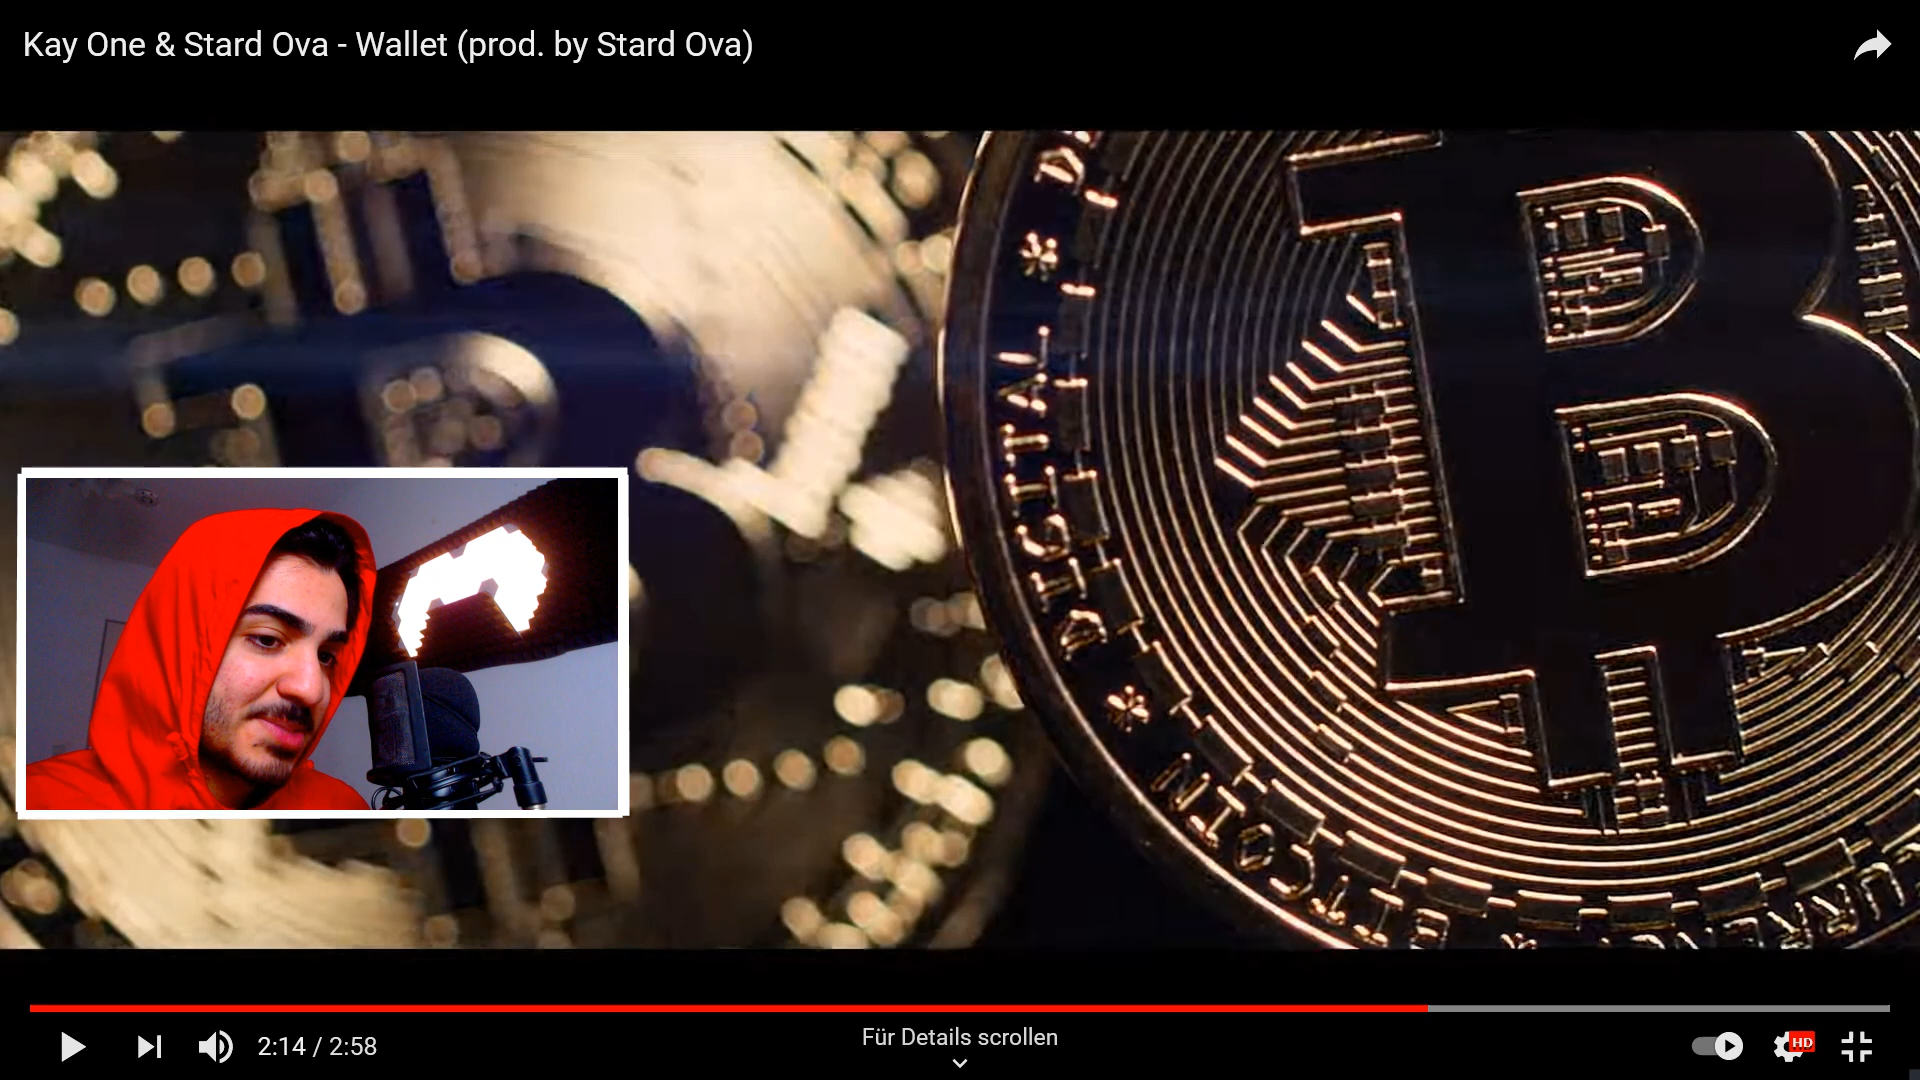 Kay One & Stard Ova - Wallet (prod. by Stard Ova)
* DIGITAL *
BITCOIN
2:14 / 2:58
Für Details scrollen
HD